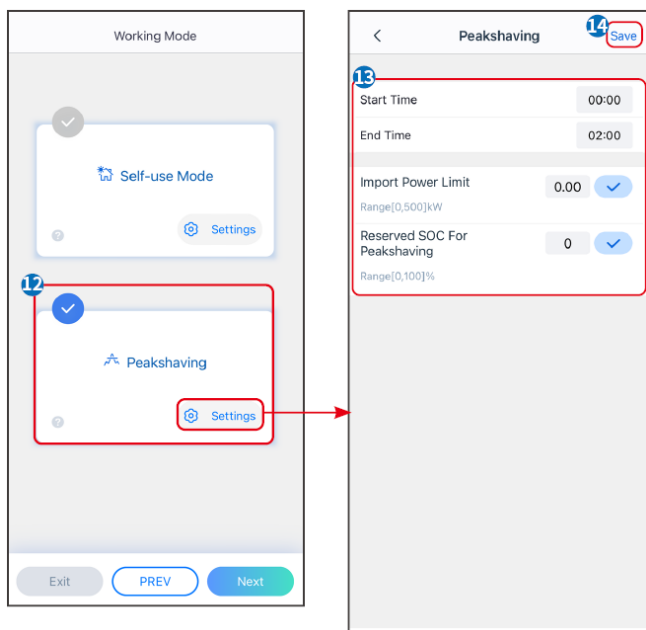 Working Mode
Self-use Mode
?
Settings
12
Peakshaving
?
Settings
Exit
PREV
Next
Peakshaving
14
Save
13
Start Time
00:00
End Time
02:00
Import Power Limit
0.00
Range[0,500]kW
Reserved SOC For
Peakshaving
0
Range[0,100]%